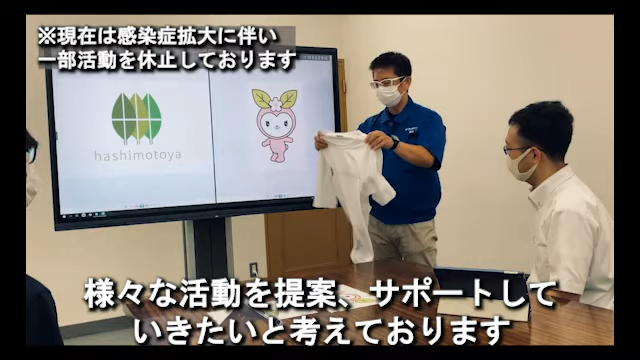 ※現在は感染症拡大に伴い
一部活動を休止しております
hashimotoya
様々な活動を提案、サポートして
いきたいと考えております